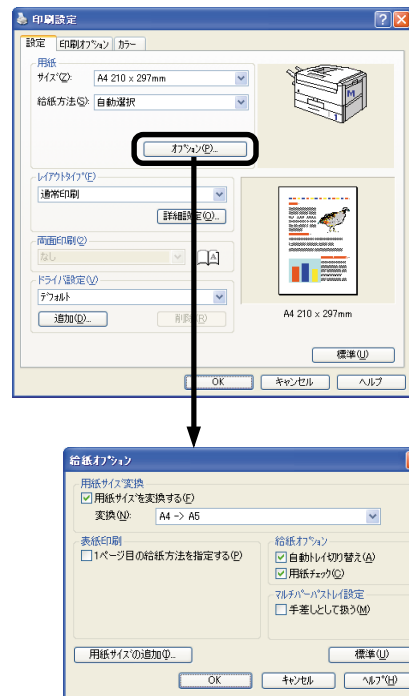 印刷設定
設定 印刷ｵﾌﾟｼｮﾝ ｶﾗｰ
用紙
ｻｲｽﾞ(Z): A4 210 x 297mm
給紙方法(S): 自動選択
ｵﾌﾟｼｮﾝ(P)...
M
ﾚｲｱｳﾄﾀｲﾌﾟ(F)
通常印刷
詳細設定(O)...
両面印刷(2)
なし
A
ﾄﾞﾗｲﾊﾞ設定(V)
ﾃﾞﾌｫﾙﾄ
追加(D)... 削除(R)
A4 210 x 297mm
標準(U)
OK ｷｬﾝｾﾙ ﾍﾙﾌﾟ
給紙ｵﾌﾟｼｮﾝ
用紙ｻｲｽﾞ変換
用紙ｻｲｽﾞを変換する(F)
変換(N): A4 -> A5
表紙印刷
1ﾍﾟｰｼﾞ目の給紙方法を指定する(P)
給紙ｵﾌﾟｼｮﾝ
自動ﾄﾚｲ切り替え(A)
用紙ﾁｪｯｸ(C)
ﾏﾙﾁﾊﾟｰﾊﾟｽﾄﾚｲ設定
手差しとして扱う(M)
用紙ｻｲｽﾞの追加(I)... 標準(U)
OK ｷｬﾝｾﾙ ﾍﾙﾌﾟ(H)